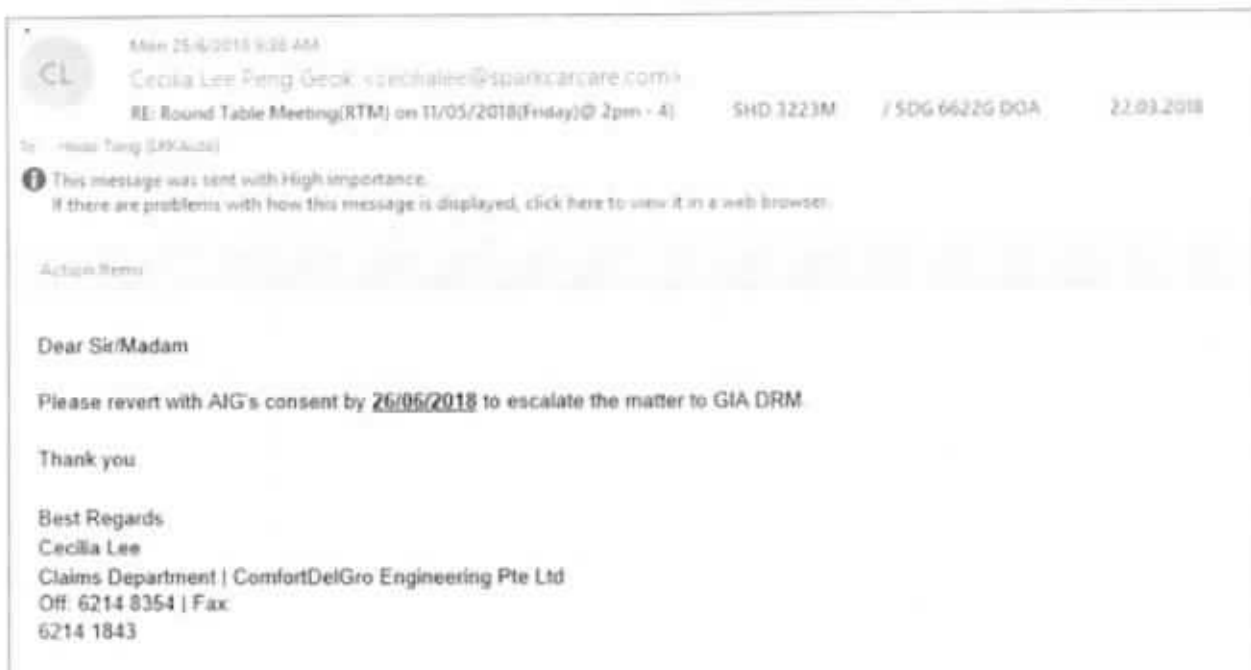 CL
Mon 25/6/2018 9:28 AM
Cecilia Lee Peng Geok <cecilialee@sparkcarcare.com>
RE: Round Table Meeting(RTM) on 11/05/2018(Friday)@ 2pm - 4) SHD 3223M / SDG 6622G DOA 22.03.2018
To Tang
This message was sent with High importance.
If there are problems with how this message is displayed, click here to view it in a web browser.
Action Items
Dear Sir/Madam
Please revert with AIG's consent by 26/06/2018 to escalate the matter to GIA DRM.
Thank you
Best Regards
Cecilia Lee
Claims Department | ComfortDelGro Engineering Pte Ltd
Off: 6214 8354 | Fax:
6214 1843